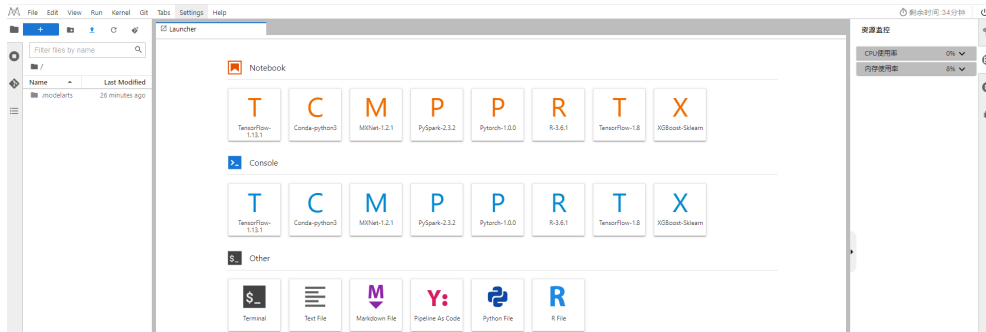 File Edit View Run Kernel Git Tabs Settings Help
剩余时间:34分钟
+
Launcher
资源监控
Filter files by name
CPU使用率 0%
内存使用率 8%
/
Name Last Modified
.modelarts 26 minutes ago
Notebook
T C M P P R T X
TensorFlow-1.13.1 Conda-python3 MXNet-1.2.1 PySpark-2.3.2 Pytorch-1.0.0 R-3.6.1 TensorFlow-1.8 XGBoost-Sklearn
Console
T C M P P R T X
TensorFlow-1.13.1 Conda-python3 MXNet-1.2.1 PySpark-2.3.2 Pytorch-1.0.0 R-3.6.1 TensorFlow-1.8 XGBoost-Sklearn
$_ Other
$_ M Y: R
Terminal Text File Markdown File Pipeline As Code Python File R File